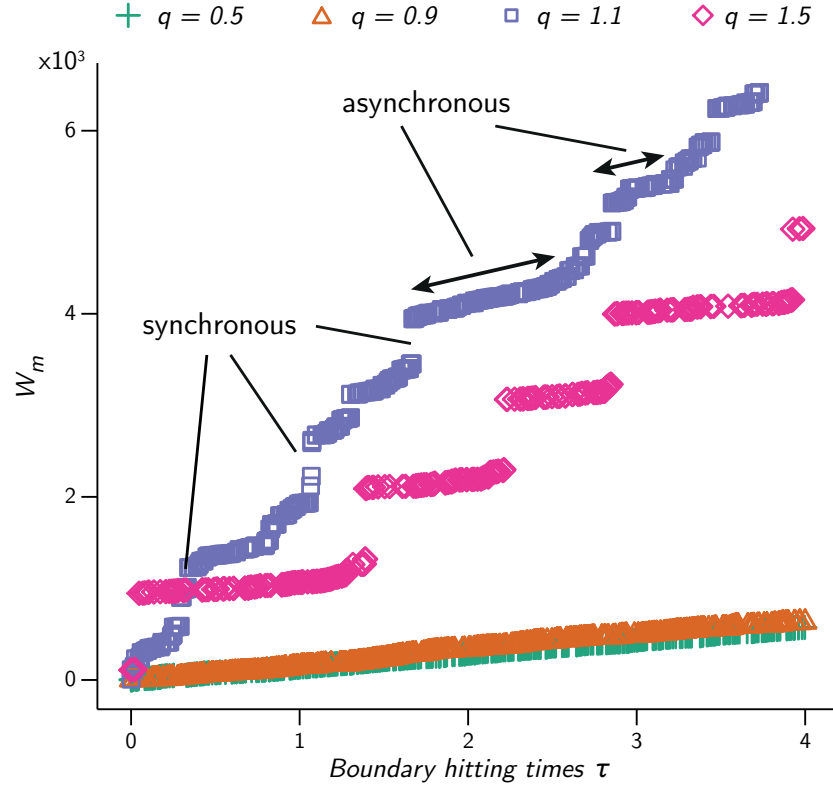 q = 0.5 q = 0.9 q = 1.1 q = 1.5
x10³
asynchronous
6
4
synchronous
W_m
2
0
0 1 2 3 4
Boundary hitting times τ